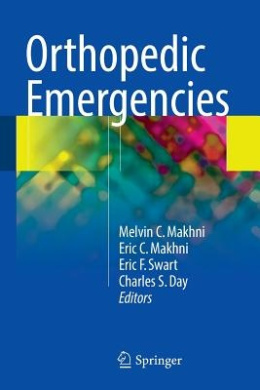 Orthopedic
Emergencies
Melvin C. Makhni
Eric C. Makhni
Eric F. Swart
Charles S. Day
Editors
Springer